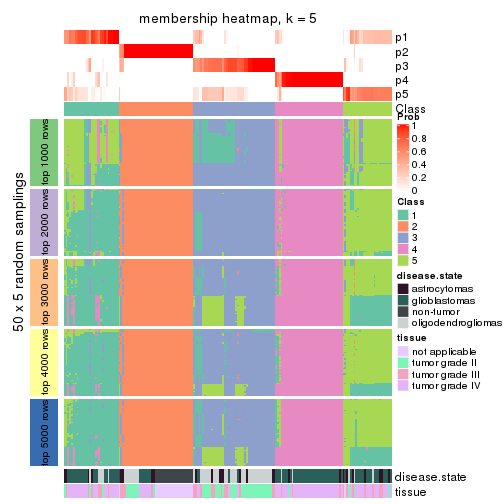 membership heatmap, k = 5
p1
p2
p3
p4
p5
Class
50 x 5 random samplings
top 1000 rows
top 2000 rows
top 3000 rows
top 4000 rows
top 5000 rows
disease.state
tissue
Prob
1
0.8
0.6
0.4
0.2
0
Class
1
2
3
4
5
disease.state
astrocytomas
glioblastomas
non-tumor
oligodendrogliomas
tissue
not applicable
tumor grade II
tumor grade III
tumor grade IV